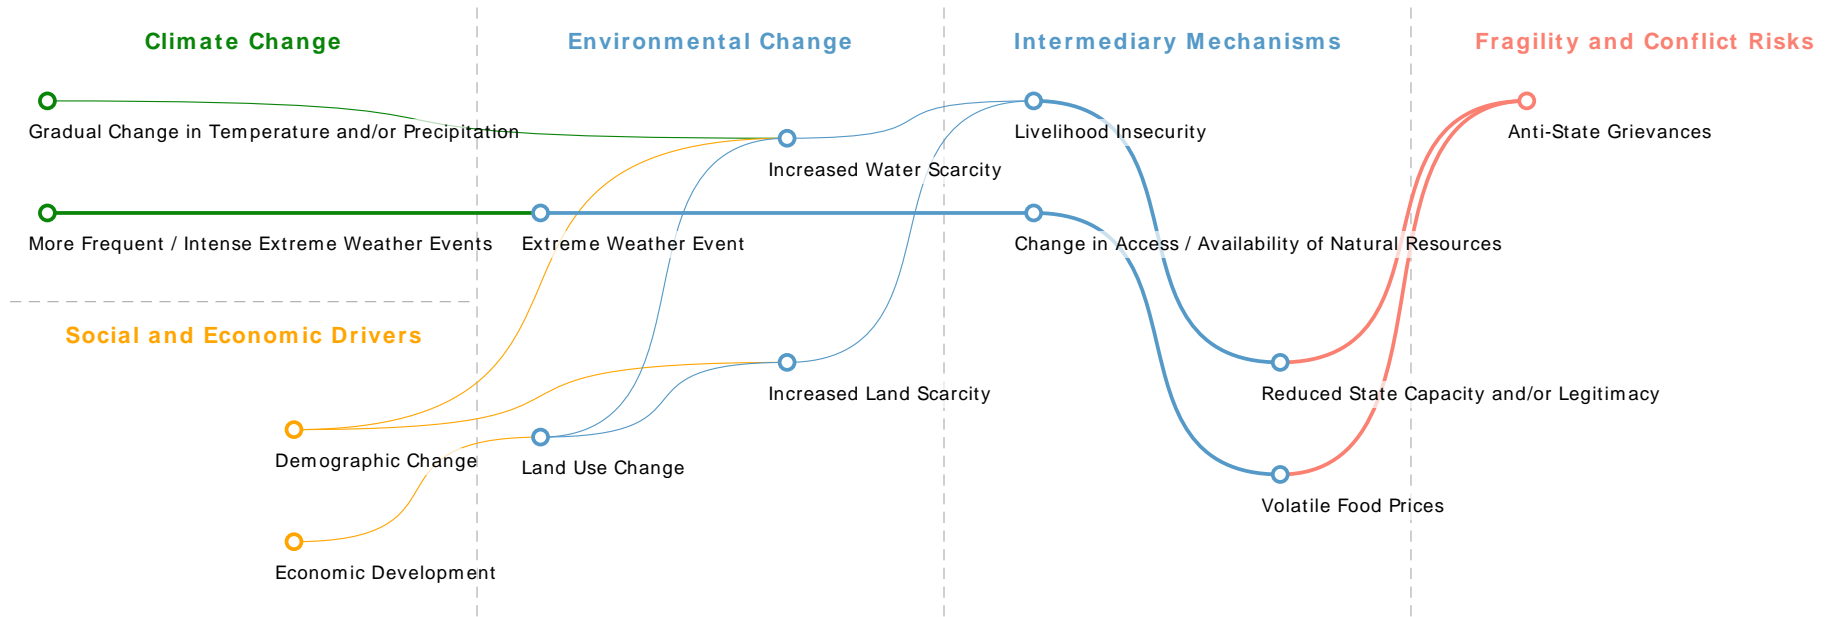 Climate Change
Environmental Change
Intermediary Mechanisms
Fragility and Conflict Risks
Gradual Change in Temperature and/or Precipitation
Livelihood Insecurity
Anti-State Grievances
Increased Water Scarcity
More Frequent / Intense Extreme Weather Events
Extreme Weather Event
Change in Access / Availability of Natural Resources
Social and Economic Drivers
Increased Land Scarcity
Reduced State Capacity and/or Legitimacy
Demographic Change
Land Use Change
Volatile Food Prices
Economic Development